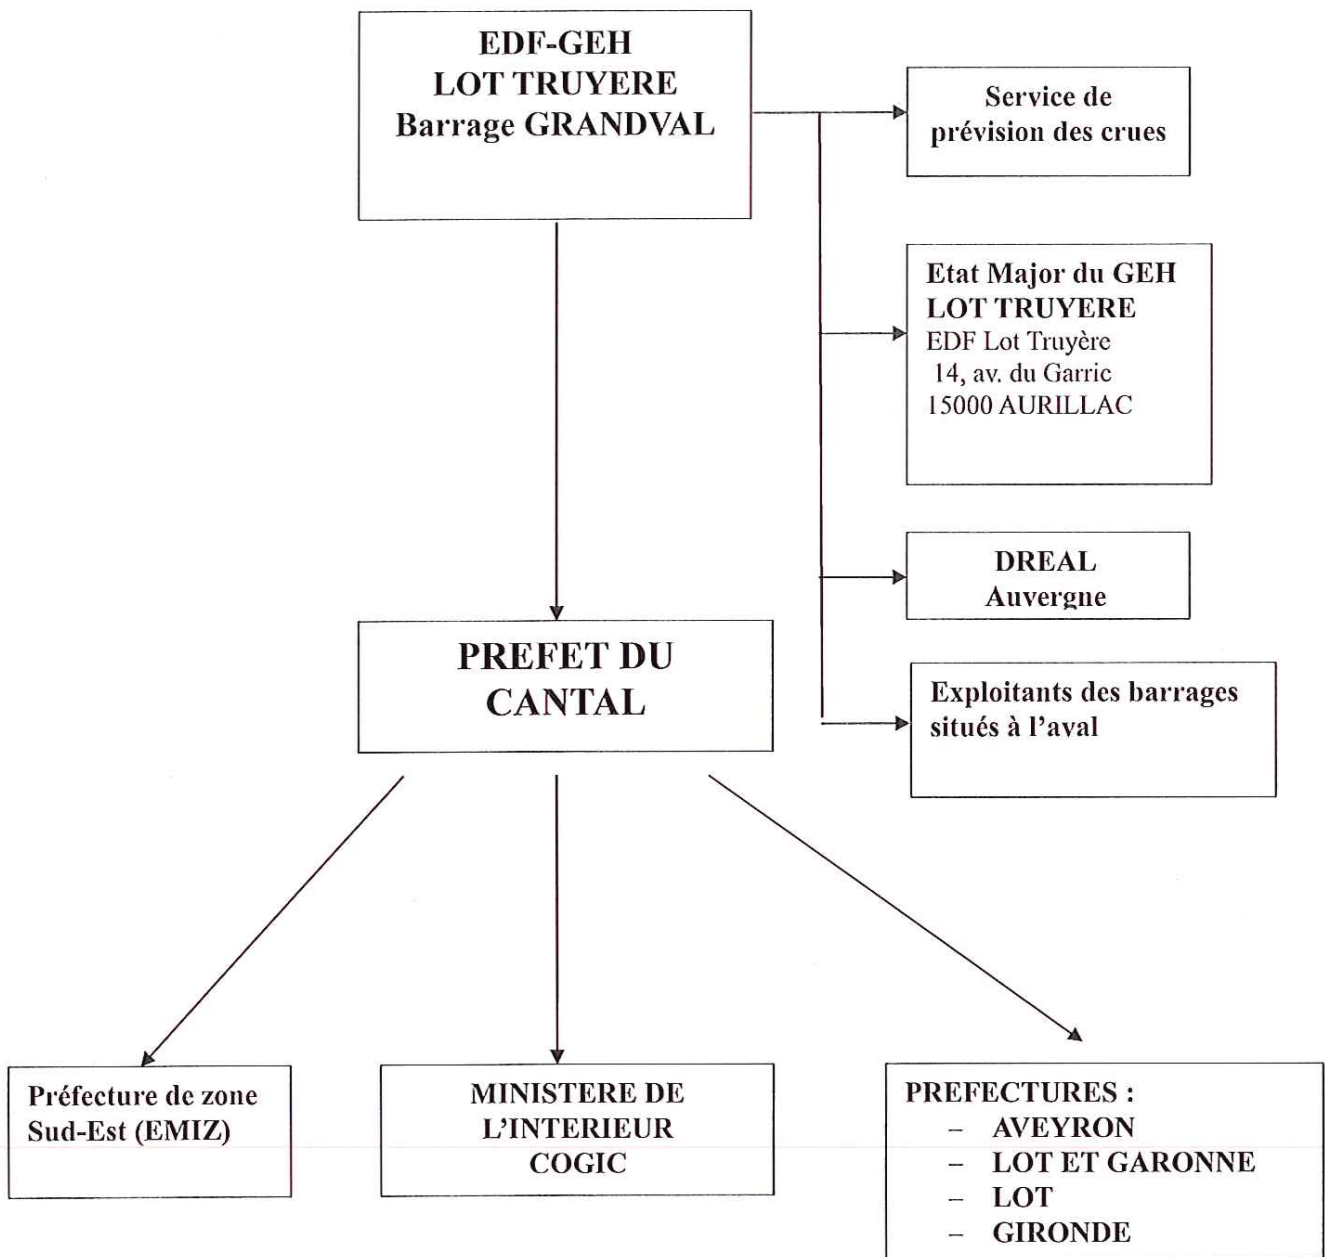 EDF-GEH
LOT TRUYERE
Barrage GRANDVAL
Service de
prévision des crues
Etat Major du GEH
LOT TRUYERE
EDF Lot Truyère
14, av. du Garric
15000 AURILLAC
DREAL
Auvergne
PREFET DU
CANTAL
Exploitants des barrages
situés à l'aval
Préfecture de zone
Sud-Est (EMIZ)
MINISTERE DE
L'INTERIEUR
COGIC
PREFECTURES :
– AVEYRON
– LOT ET GARONNE
– LOT
– GIRONDE